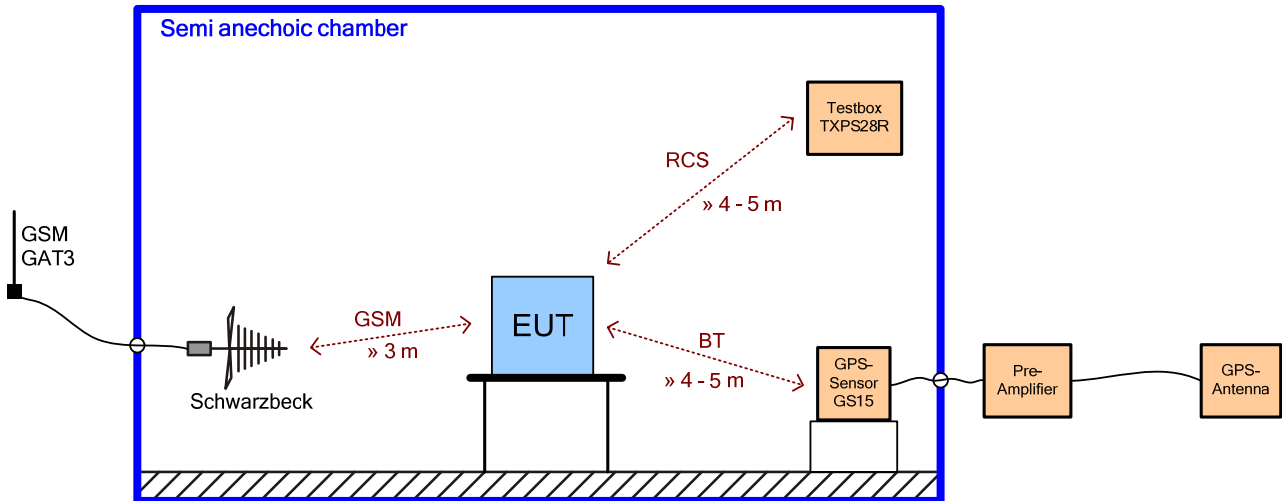 Semi anechoic chamber
Testbox
TXPS28R
RCS
» 4 - 5 m
GSM
GAT3
GSM
» 3 m
EUT
BT
» 4 - 5 m
Schwarzbeck
GPS-
Sensor
GS15
Pre-
Amplifier
GPS-
Antenna